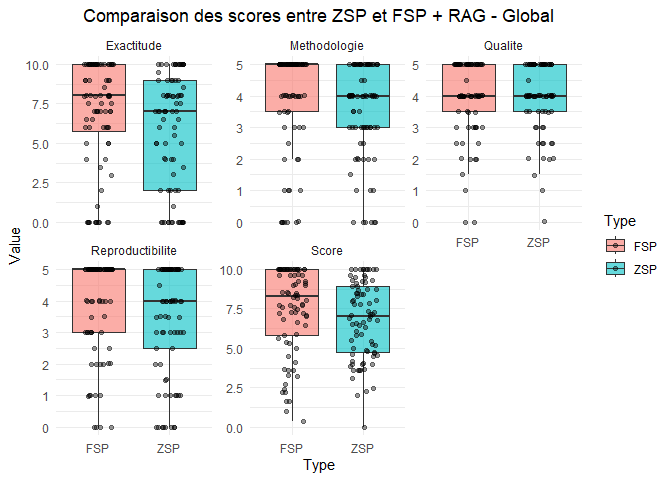 Comparaison des scores entre ZSP et FSP + RAG - Global
Exactitude
Methodologie
Qualite
10.0
7.5
5.0
2.5
0.0
5
4
3
2
1
0
5
4
3
2
1
0
FSP
ZSP
Value
Reproductibilite
Score
5
4
3
2
1
0
10.0
7.5
5.0
2.5
0.0
FSP
ZSP
FSP
ZSP
Type
Type
FSP
ZSP